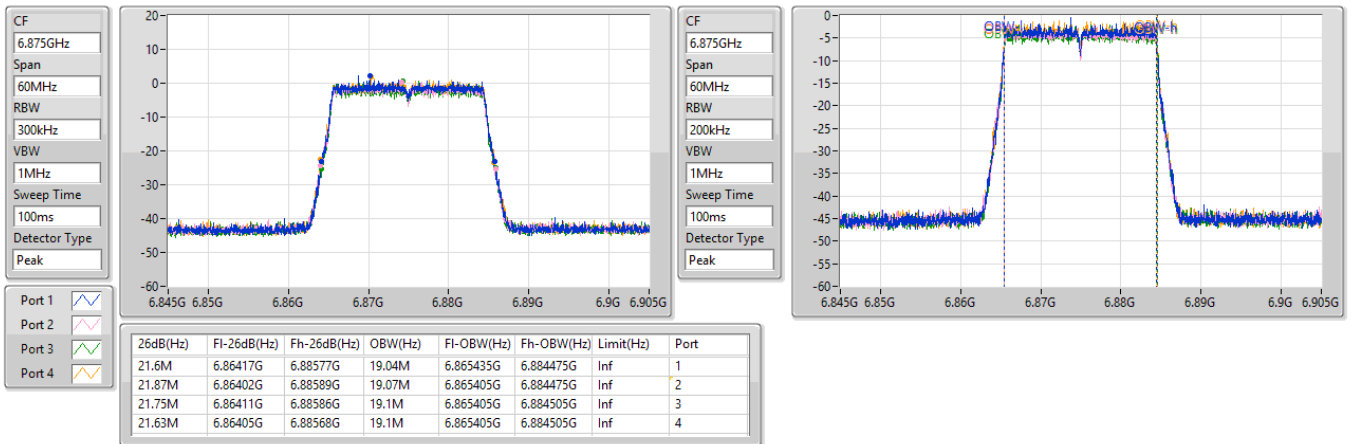 CF
6.875GHz
Span
60MHz
RBW
300kHz
VBW
1MHz
Sweep Time
100ms
Detector Type
Peak
20-
10-
0-
-10-
-20-
-30-
-40-
-50-
-60-
6.845G 6.85G 6.86G 6.87G 6.88G 6.89G 6.9G 6.905G
CF
6.875GHz
Span
60MHz
RBW
200kHz
VBW
1MHz
Sweep Time
100ms
Detector Type
Peak
0-
-5-
-10-
-15-
-20-
-25-
-30-
-35-
-40-
-45-
-50-
-55-
-60-
OBW-h
6.845G 6.85G 6.86G 6.87G 6.88G 6.89G 6.9G 6.905G
Port 1
Port 2
Port 3
Port 4
26dB(Hz) Fl-26dB(Hz) Fh-26dB(Hz) OBW(Hz) Fl-OBW(Hz) Fh-OBW(Hz) Limit(Hz) Port
21.6M 6.86417G 6.88577G 19.04M 6.865435G 6.884475G Inf 1
21.87M 6.86402G 6.88589G 19.07M 6.865405G 6.884475G Inf 2
21.75M 6.86411G 6.88586G 19.1M 6.865405G 6.884505G Inf 3
21.63M 6.86405G 6.88568G 19.1M 6.865405G 6.884505G Inf 4